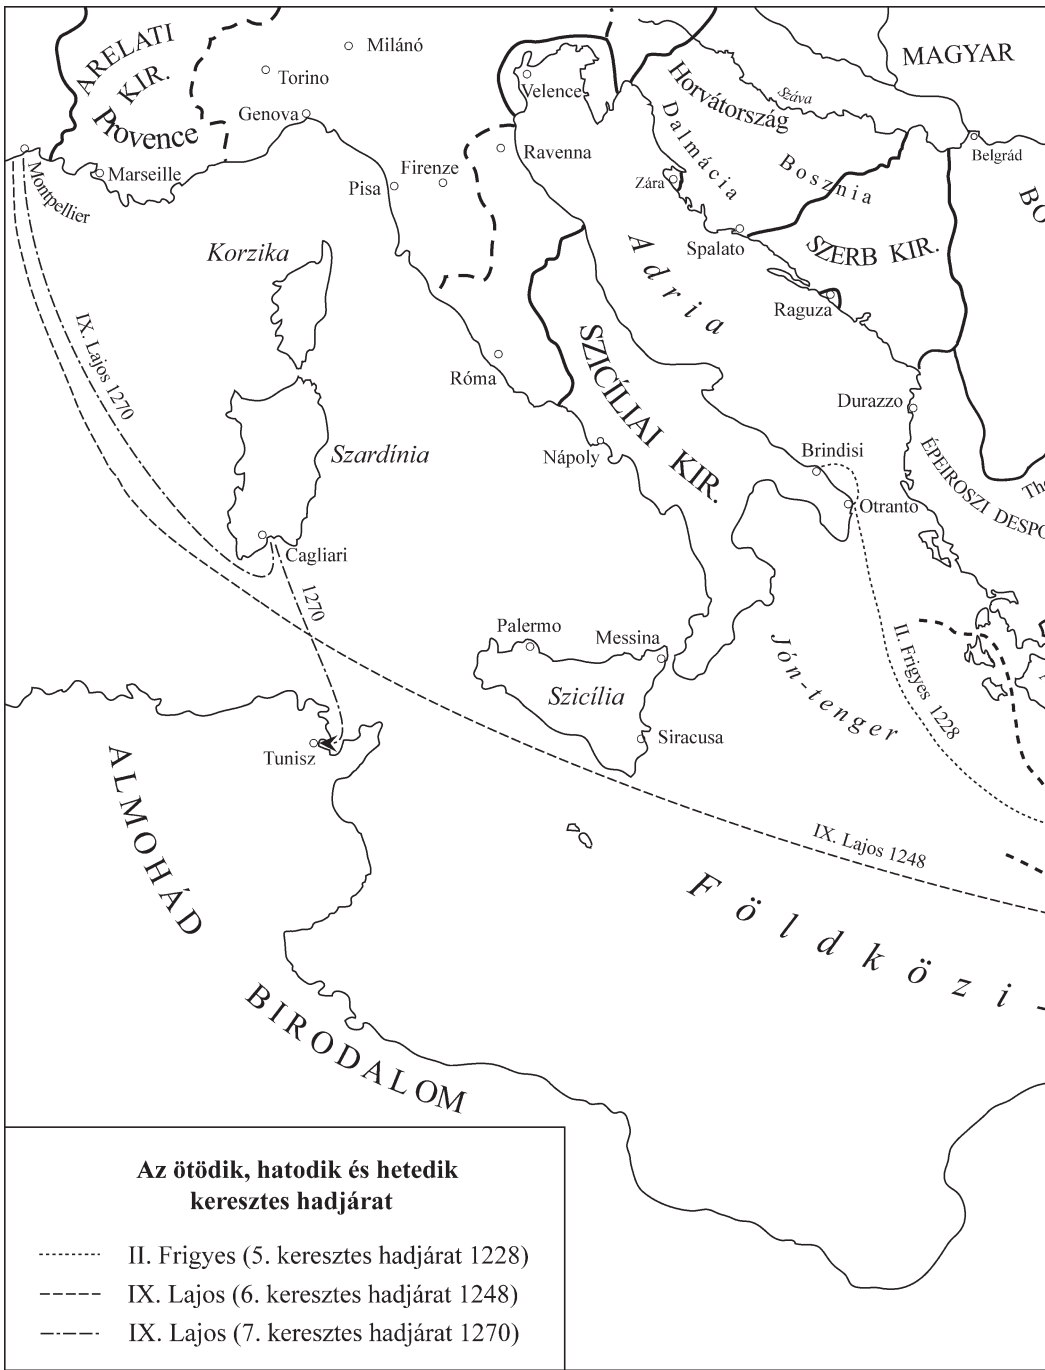 ARELATI
KIR.
Provence
Milánó
Torino
Genova
Velence
Horvátország
Száva
MAGYAR
Belgrád
Marseille
Montpellier
Firenze
Pisa
Ravenna
Dalmácia
Bosznia
Zára
Spalato
SZERB KIR.
Raguza
Korzika
Adria
IX. Lajos 1270
Róma
SZICÍLIAI KIR.
Durazzo
Szardínia
Nápoly
Brindisi
Otranto
ÉPEIROSZI DESPO
The
BO
Cagliari
1270
Palermo
Messina
Szicília
Siracusa
Jón-tenger
II. Frigyes 1228
Tunisz
ALMOHÁD
BIRODALOM
IX. Lajos 1248
Földközi-
Az ötödik, hatodik és hetedik
keresztes hadjárat
II. Frigyes (5. keresztes hadjárat 1228)
IX. Lajos (6. keresztes hadjárat 1248)
IX. Lajos (7. keresztes hadjárat 1270)